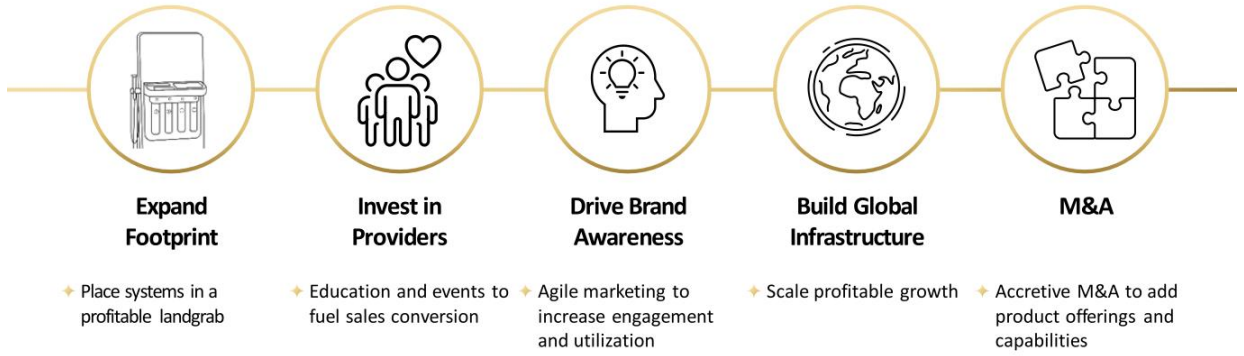 Expand
Footprint
Place systems in a
profitable landgrab
Invest in
Providers
Education and events to
fuel sales conversion
Drive Brand
Awareness
Agile marketing to
increase engagement
and utilization
Build Global
Infrastructure
Scale profitable growth
M&A
Accretive M&A to add
product offerings and
capabilities